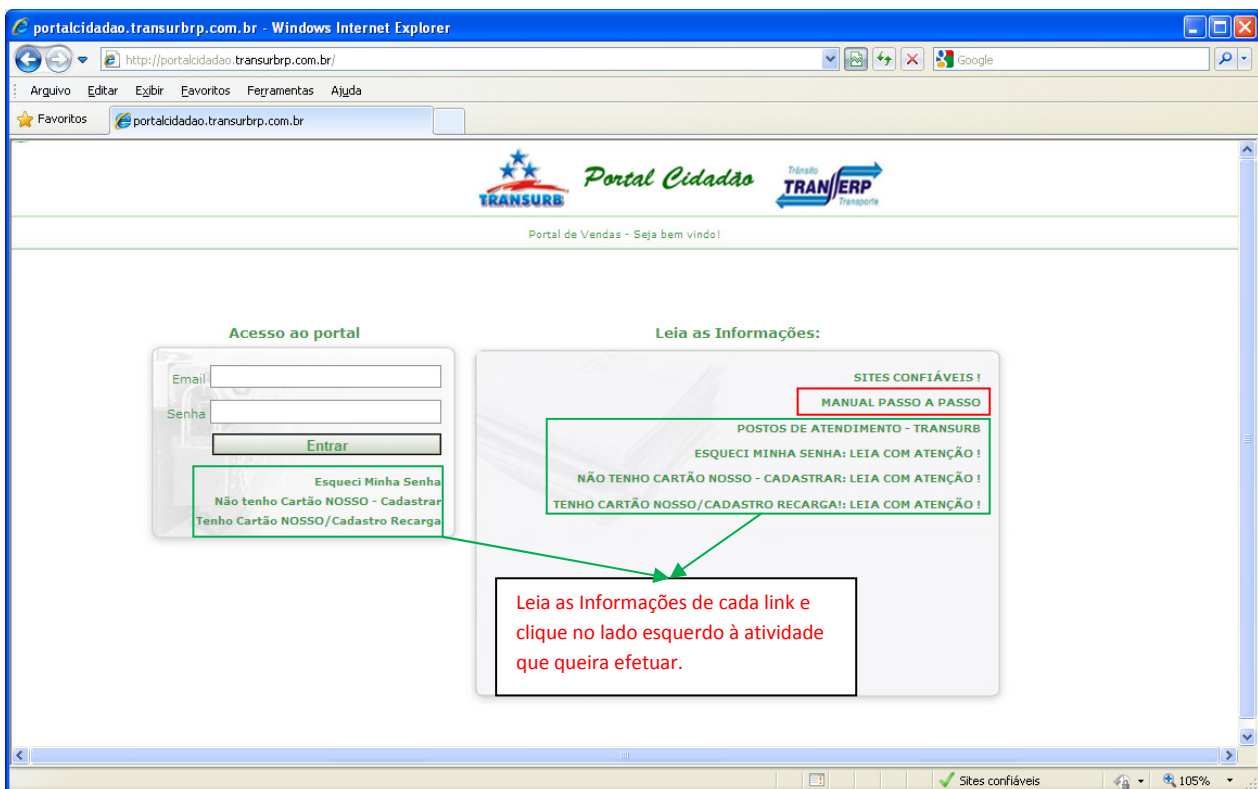 portalcidadao.transurbrp.com.br - Windows Internet Explorer
http://portalcidadao.transurbrp.com.br/
Google
Arquivo Editar Exibir Favoritos Ferramentas Ajuda
Favoritos
portalcidadao.transurbrp.com.br
TRANSURB
Portal Cidadão
Trânsito
TRANSERP
Transporte
Portal de Vendas - Seja bem vindo!
Acesso ao portal
Email
Senha
Entrar
Esqueci Minha Senha
Não tenho Cartão NOSSO - Cadastrar
Tenho Cartão NOSSO/Cadastro Recarga
Leia as Informações:
SITES CONFIÁVEIS !
MANUAL PASSO A PASSO
POSTOS DE ATENDIMENTO - TRANSURB
ESQUECI MINHA SENHA: LEIA COM ATENÇÃO !
NÃO TENHO CARTÃO NOSSO - CADASTRAR: LEIA COM ATENÇÃO !
TENHO CARTÃO NOSSO/CADASTRO RECARGA!: LEIA COM ATENÇÃO !
Leia as Informações de cada link e
clique no lado esquerdo à atividade
que queira efetuar.
Sites confiáveis
105%